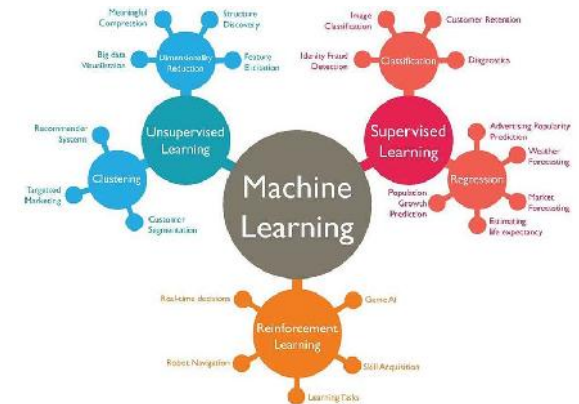 Meaningful
Compression
Structure
Discovery
Big data
Visualisation
Dimensionality
Reduction
Feature
Elicitation
Recommender
Systems
Unsupervised
Learning
Clustering
Targetted
Marketing
Customer
Segmentation
Machine
Learning
Image
Classification
Customer Retention
Identity Fraud
Detection
Classification
Diagnostics
Supervised
Learning
Advertising Popularity
Prediction
Weather
Forecasting
Regression
Population
Growth
Prediction
Market
Forecasting
Estimating
life expectancy
Real-time decisions
Game AI
Reinforcement
Learning
Robot Navigation
Skill Acquisition
Learning Tasks